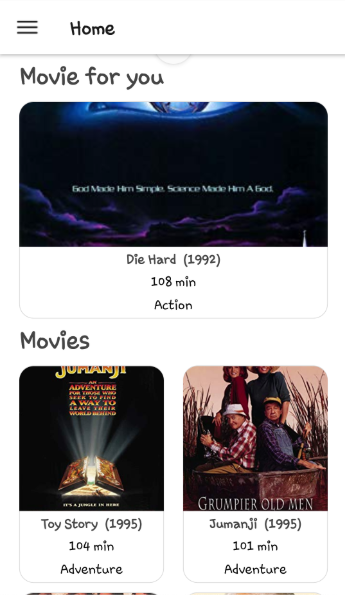 Home
Movie for you
God Made Him Simple. Science Made Him A God.
Die Hard (1992)
108 min
Action
Movies
JUMANJI
AN
ADVENTURE
FOR THOSE WHO
SEEK TO FIND
A WAY TO
LEAVE THEIR
WORLD BEHIND
IT'S A JUNGLE IN HERE
GRUMPIER OLD MEN
Toy Story (1995)
Jumanji (1995)
104 min
101 min
Adventure
Adventure